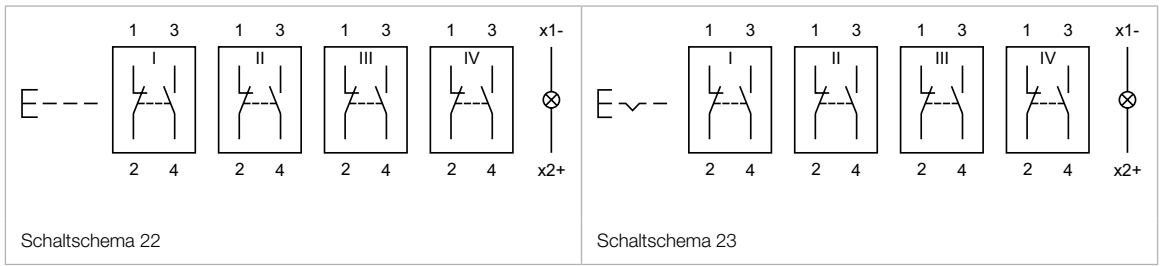 1 3 1 3 1 3 1 3 x1-
I II III IV
2 4 2 4 2 4 2 4 x2+
Schaltschema 22
1 3 1 3 1 3 1 3 x1-
I II III IV
2 4 2 4 2 4 2 4 x2+
Schaltschema 23